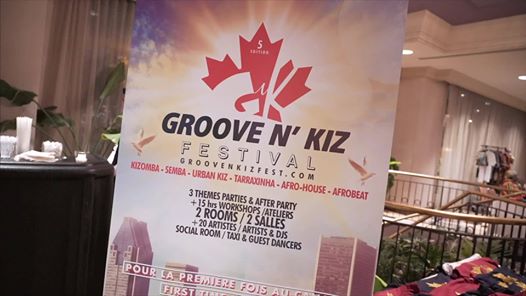 5
EDITION
GROOVE N' KIZ
FESTIVAL
GROOVENKIZFEST.COM
KIZOMBA - SEMBA - URBAN KIZ - TARRAXINHA - AFRO-HOUSE - AFROBEAT
3 THEMES PARTIES & AFTER PARTY
+ 15 hrs WORKSHOPS /ATELIERS
2 ROOMS / 2 SALLES
+ 20 ARTISTES / ARTISTS & DJS
SOCIAL ROOM / TAXI & GUEST DANCERS
POUR LA PREMIÈRE FOIS AU
FIRST TIME